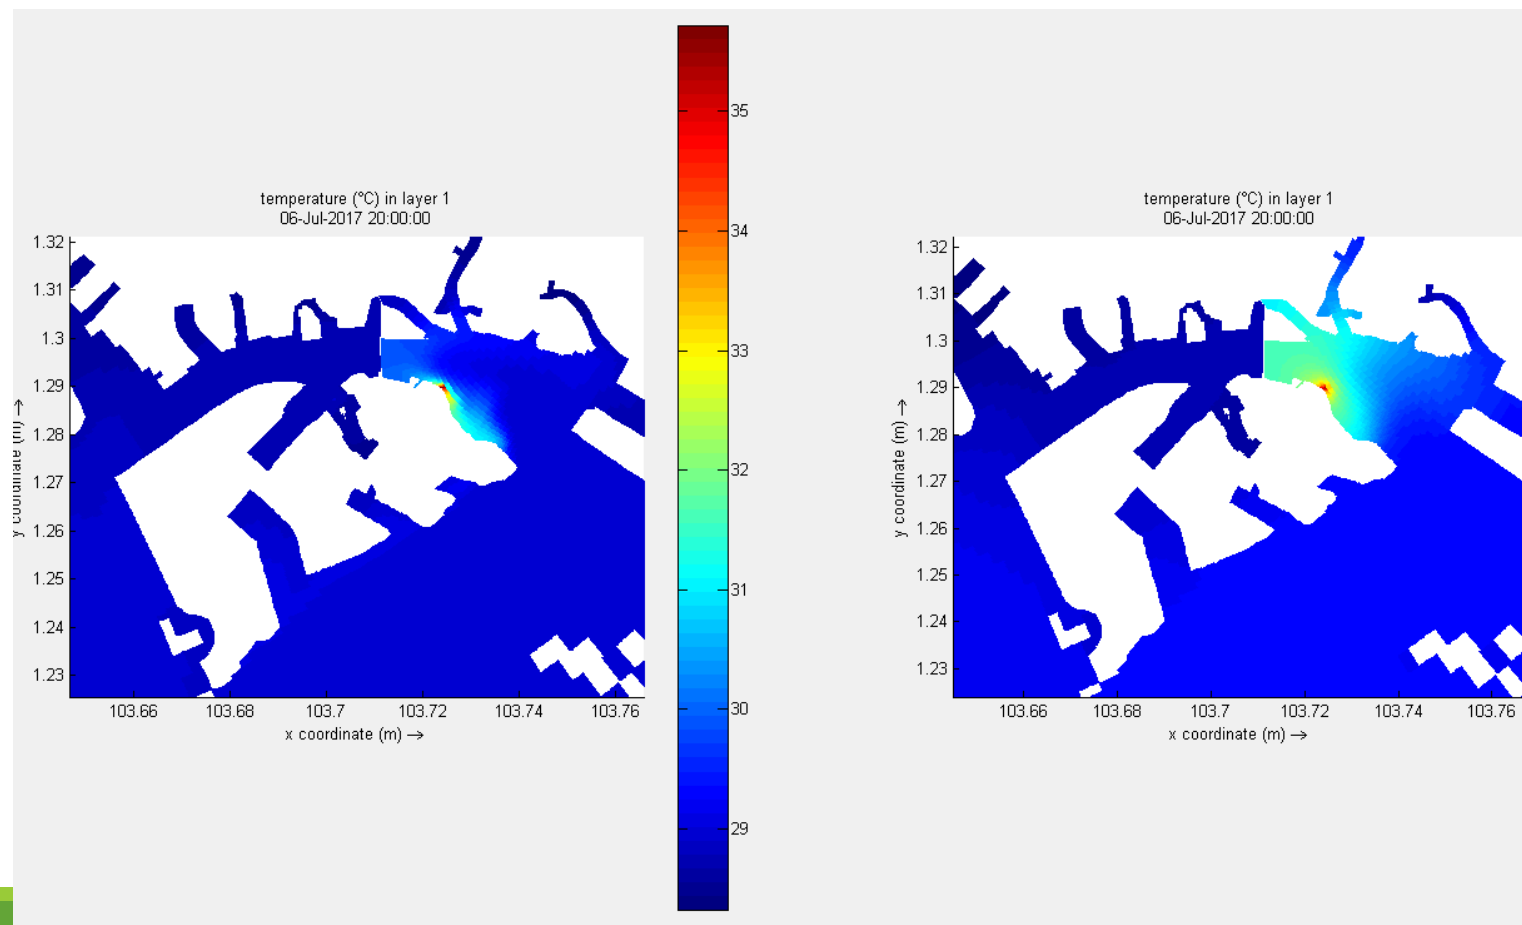 temperature (°C) in layer 1
06-Jul-2017 20:00:00
1.32
1.31
1.3
1.29
1.28
1.27
1.26
1.25
1.24
1.23
y coordinate (m) →
103.66 103.68 103.7 103.72 103.74 103.76
x coordinate (m) →
35
34
33
32
31
30
29
temperature (°C) in layer 1
06-Jul-2017 20:00:00
1.32
1.31
1.3
1.29
1.28
1.27
1.26
1.25
1.24
1.23
y coordinate (m) →
103.66 103.68 103.7 103.72 103.74 103.76
x coordinate (m) →